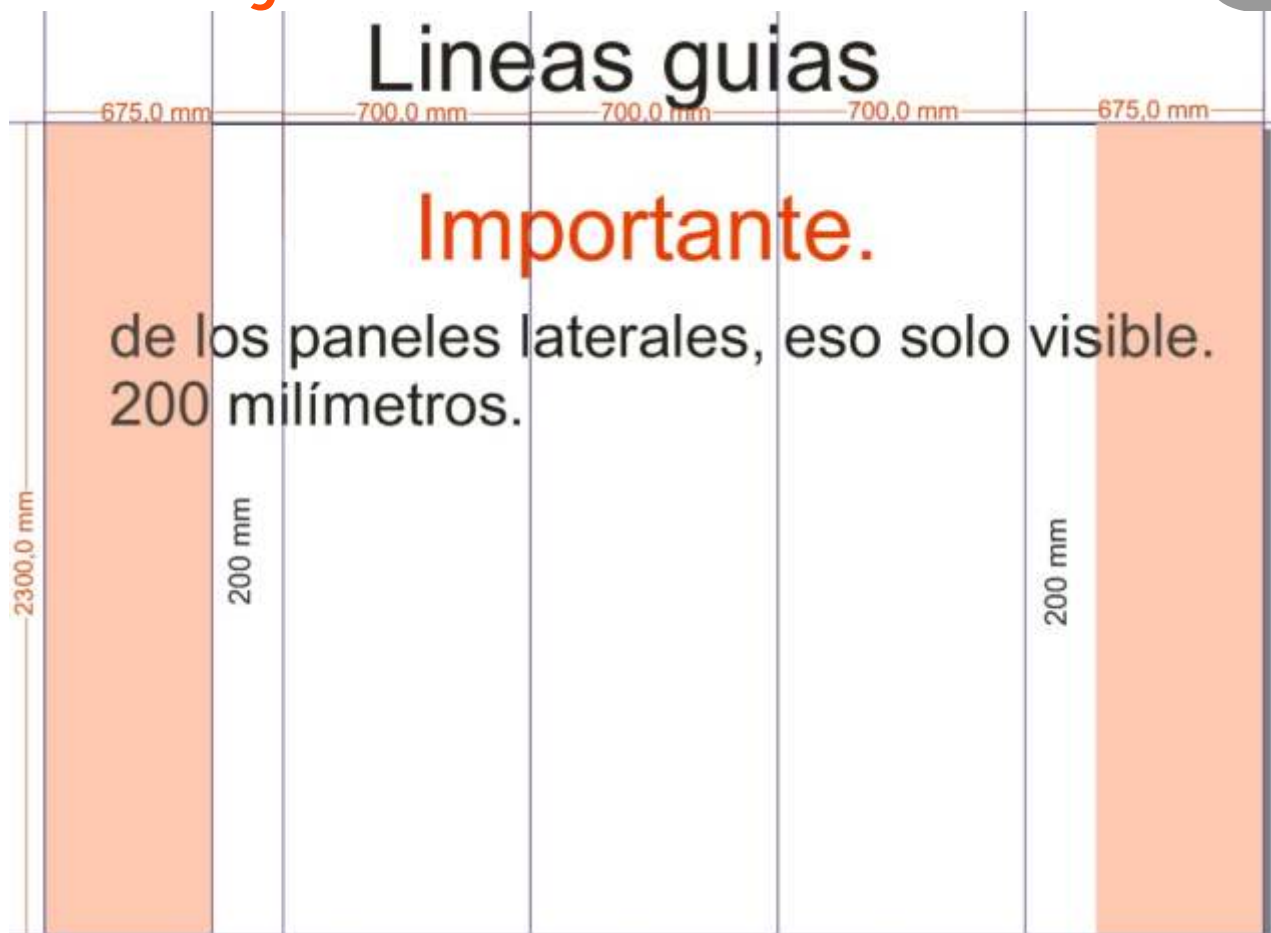 Lineas guias
675,0 mm 700,0 mm 700,0 mm 700,0 mm 675,0 mm
Importante.
de los paneles laterales, eso solo visible.
200 milímetros.
2300,0 mm
200 mm
200 mm